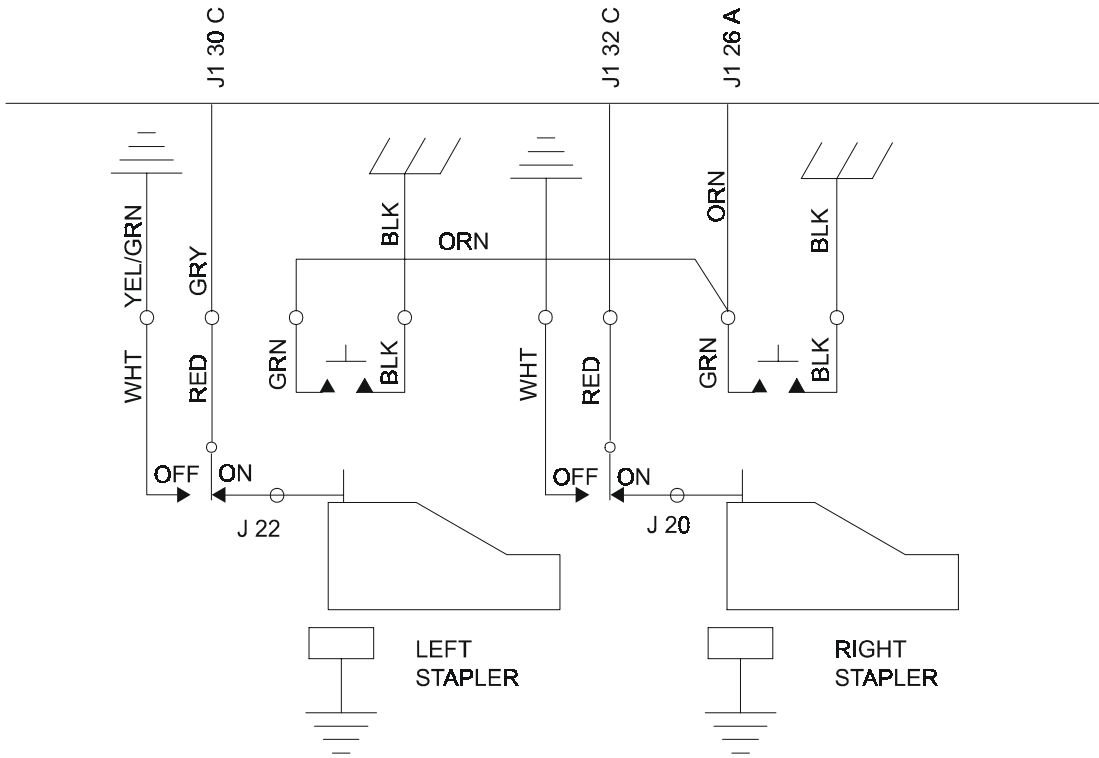 J1 30 C
J1 32 C
J1 26 A
YEL/GRN
GRY
BLK
ORN
ORN
BLK
WHT
RED
GRN
BLK
WHT
RED
GRN
BLK
OFF
ON
OFF
ON
J 22
J 20
LEFT
STAPLER
RIGHT
STAPLER